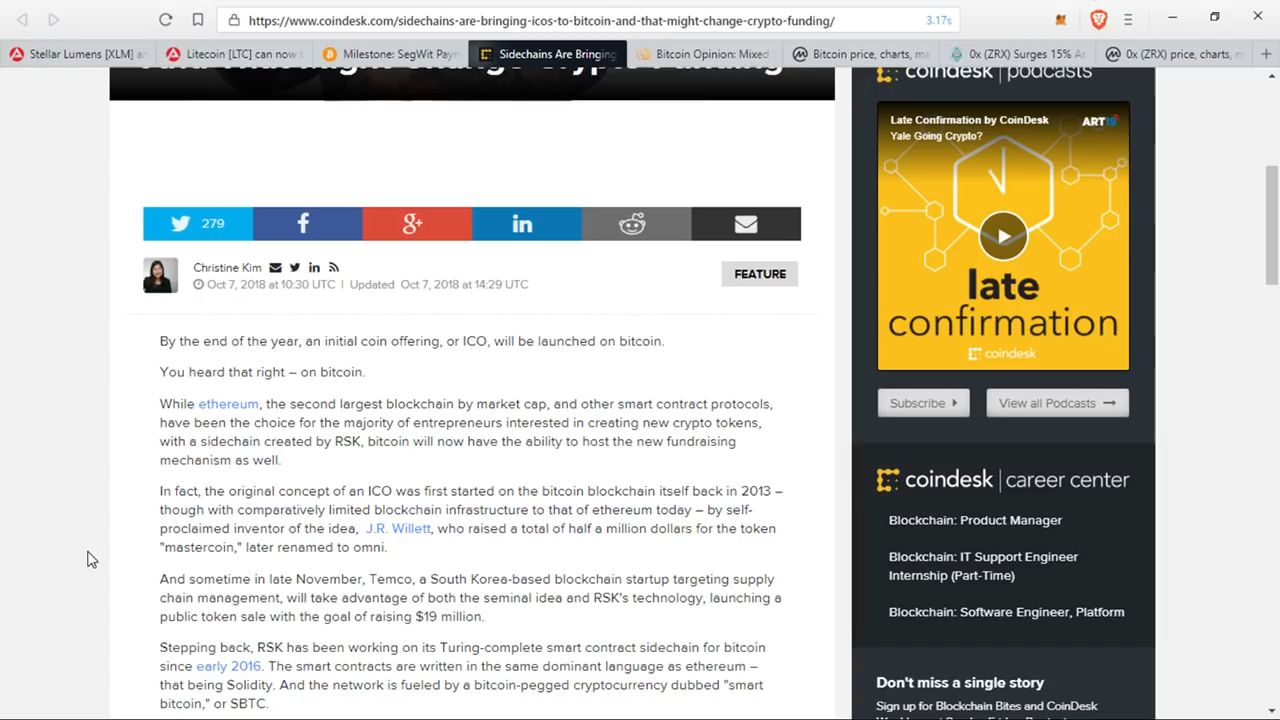 https://www.coindesk.com/sidechains-are-bringing-icos-to-bitcoin-and-that-might-change-crypto-funding/
3.17s
Stellar Lumens [XLM] an
Litecoin [LTC] can now b
Milestone: SegWit Paym
Sidechains Are Bringing
Bitcoin Opinion: Mixed
Bitcoin price, charts, ma
0x (ZRX) Surges 15% As
0x (ZRX) price, charts, m
And That Might Change Crypto Funding
279
Christine Kim
Oct 7, 2018 at 10:30 UTC | Updated Oct 7, 2018 at 14:29 UTC
FEATURE
By the end of the year, an initial coin offering, or ICO, will be launched on bitcoin.
You heard that right – on bitcoin.
While ethereum, the second largest blockchain by market cap, and other smart contract protocols,
have been the choice for the majority of entrepreneurs interested in creating new crypto tokens,
with a sidechain created by RSK, bitcoin will now have the ability to host the new fundraising
mechanism as well.
In fact, the original concept of an ICO was first started on the bitcoin blockchain itself back in 2013 –
though with comparatively limited blockchain infrastructure to that of ethereum today – by self-
proclaimed inventor of the idea, J.R. Willett, who raised a total of half a million dollars for the token
"mastercoin," later renamed to omni.
And sometime in late November, Temco, a South Korea-based blockchain startup targeting supply
chain management, will take advantage of both the seminal idea and RSK's technology, launching a
public token sale with the goal of raising $19 million.
Stepping back, RSK has been working on its Turing-complete smart contract sidechain for bitcoin
since early 2016. The smart contracts are written in the same dominant language as ethereum –
that being Solidity. And the network is fueled by a bitcoin-pegged cryptocurrency dubbed "smart
bitcoin," or SBTC.
coindesk | podcasts
Late Confirmation by CoinDesk
Yale Going Crypto?
ART19
late
confirmation
coindesk
Subscribe
View all Podcasts
coindesk | career center
Blockchain: Product Manager
Blockchain: IT Support Engineer
Internship (Part-Time)
Blockchain: Software Engineer, Platform
Don't miss a single story
Sign up for Blockchain Bites and CoinDesk